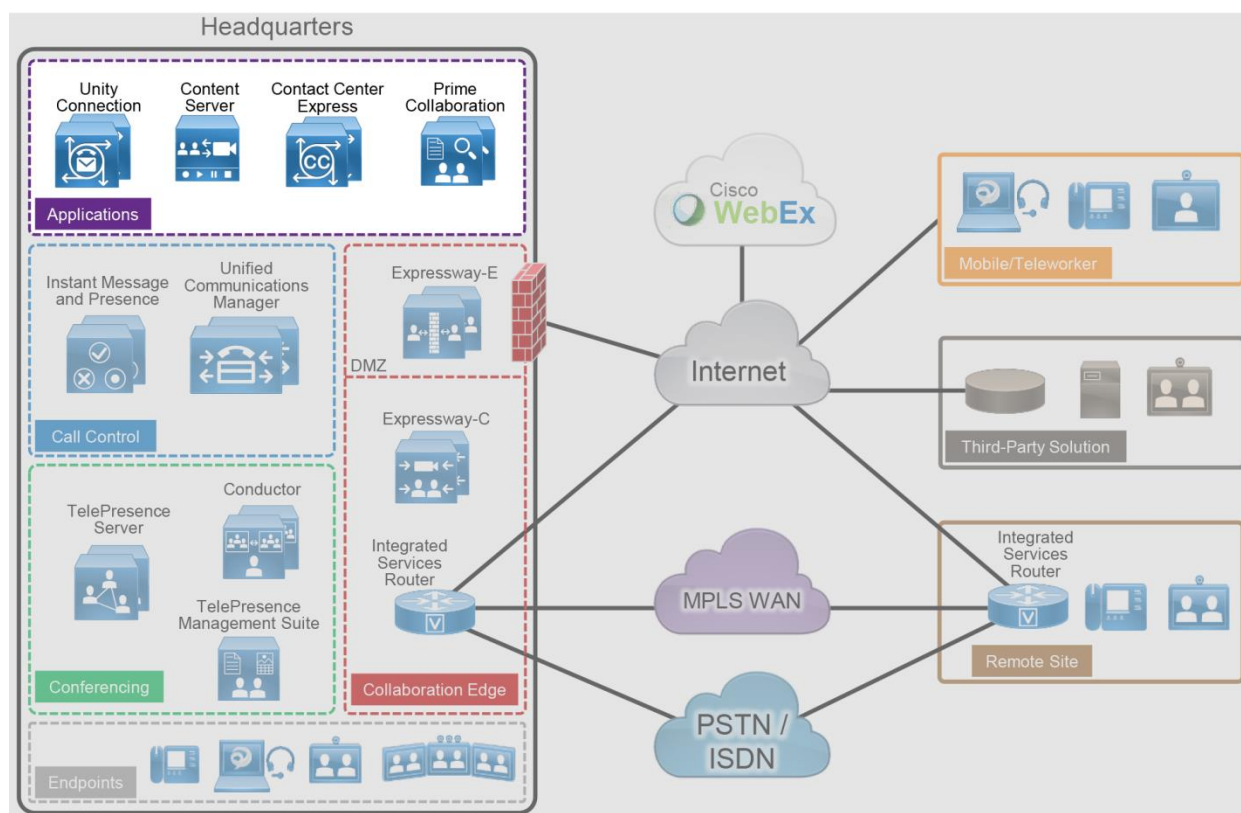 Headquarters
Unity
Connection
Content
Server
Contact Center
Express
Prime
Collaboration
CC
Applications
Instant Message
and Presence
Unified
Communications
Manager
Call Control
Expressway-E
DMZ
Expressway-C
Integrated
Services
Router
V
Collaboration Edge
TelePresence
Server
Conductor
TelePresence
Management Suite
Conferencing
Endpoints
Cisco
WebEx
Internet
MPLS WAN
PSTN /
ISDN
Mobile/Teleworker
Third-Party Solution
Integrated
Services
Router
V
Remote Site